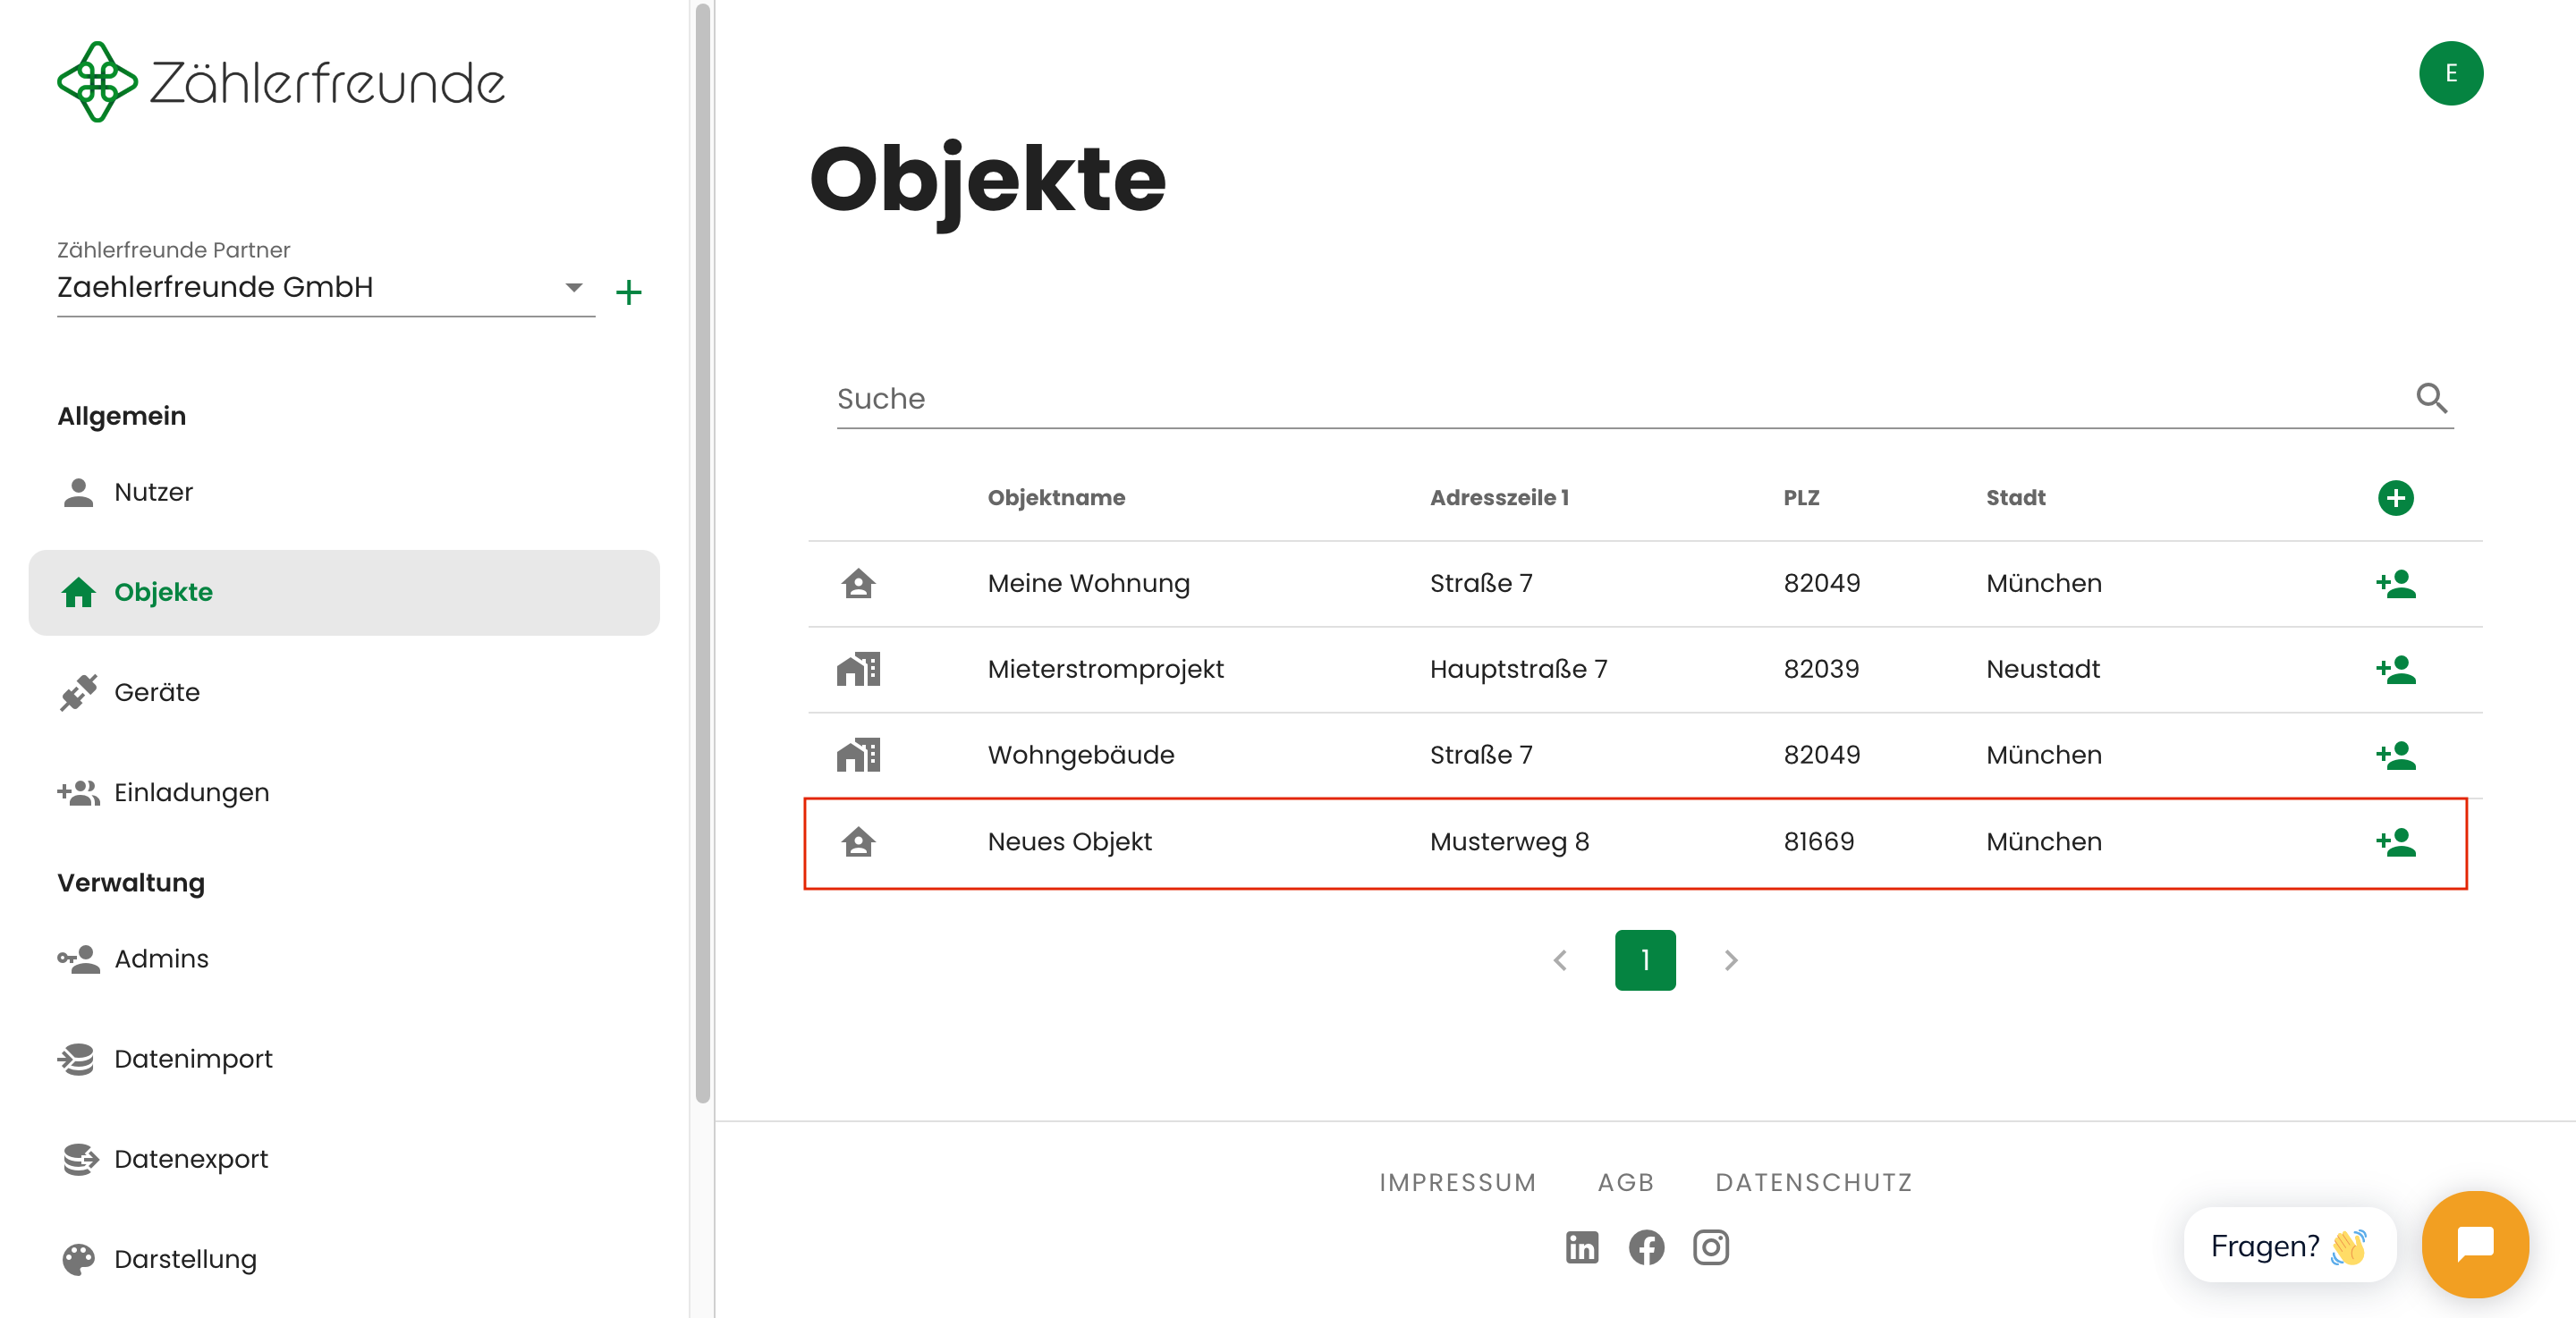 Zählerfreunde
E
Zählerfreunde Partner
Zaehlerfreunde GmbH
Allgemein
Nutzer
Objekte
Geräte
Einladungen
Verwaltung
Admins
Datenimport
Datenexport
Darstellung
Objekte
Suche
Objektname Adresszeile 1 PLZ Stadt
Meine Wohnung Straße 7 82049 München
Mieterstromprojekt Hauptstraße 7 82039 Neustadt
Wohngebäude Straße 7 82049 München
Neues Objekt Musterweg 8 81669 München
1
IMPRESSUM AGB DATENSCHUTZ
Fragen? 👋